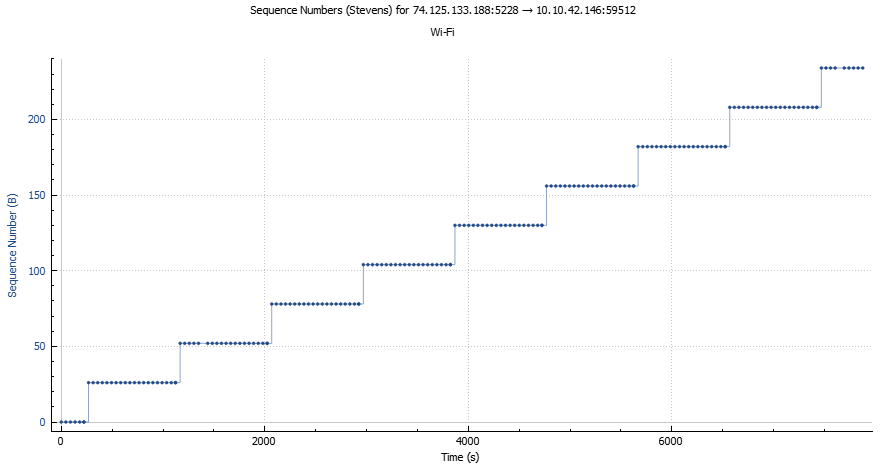 Sequence Numbers (Stevens) for 74.125.133.188:5228 → 10.10.42.146:59512
Wi-Fi
Sequence Number (B)
200
150
100
50
0
0 2000 4000 6000
Time (s)